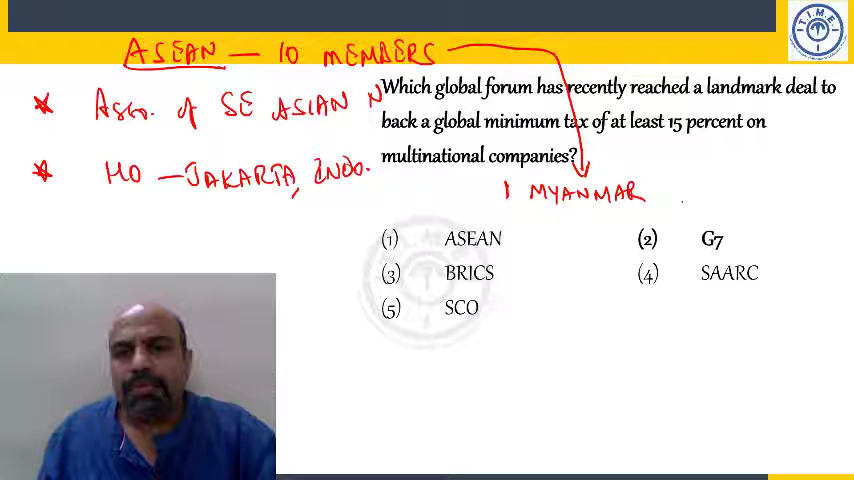 ASEAN — 10 MEMBERS
Which global forum has recently reached a landmark deal to
back a global minimum tax of at least 15 percent on
multinational companies?
* Asso. of SE ASIAN N
* HQ — JAKARTA, INDO.
1 MYANMAR
(1) ASEAN (2) G7
(3) BRICS (4) SAARC
(5) SCO
T.I.M.E.